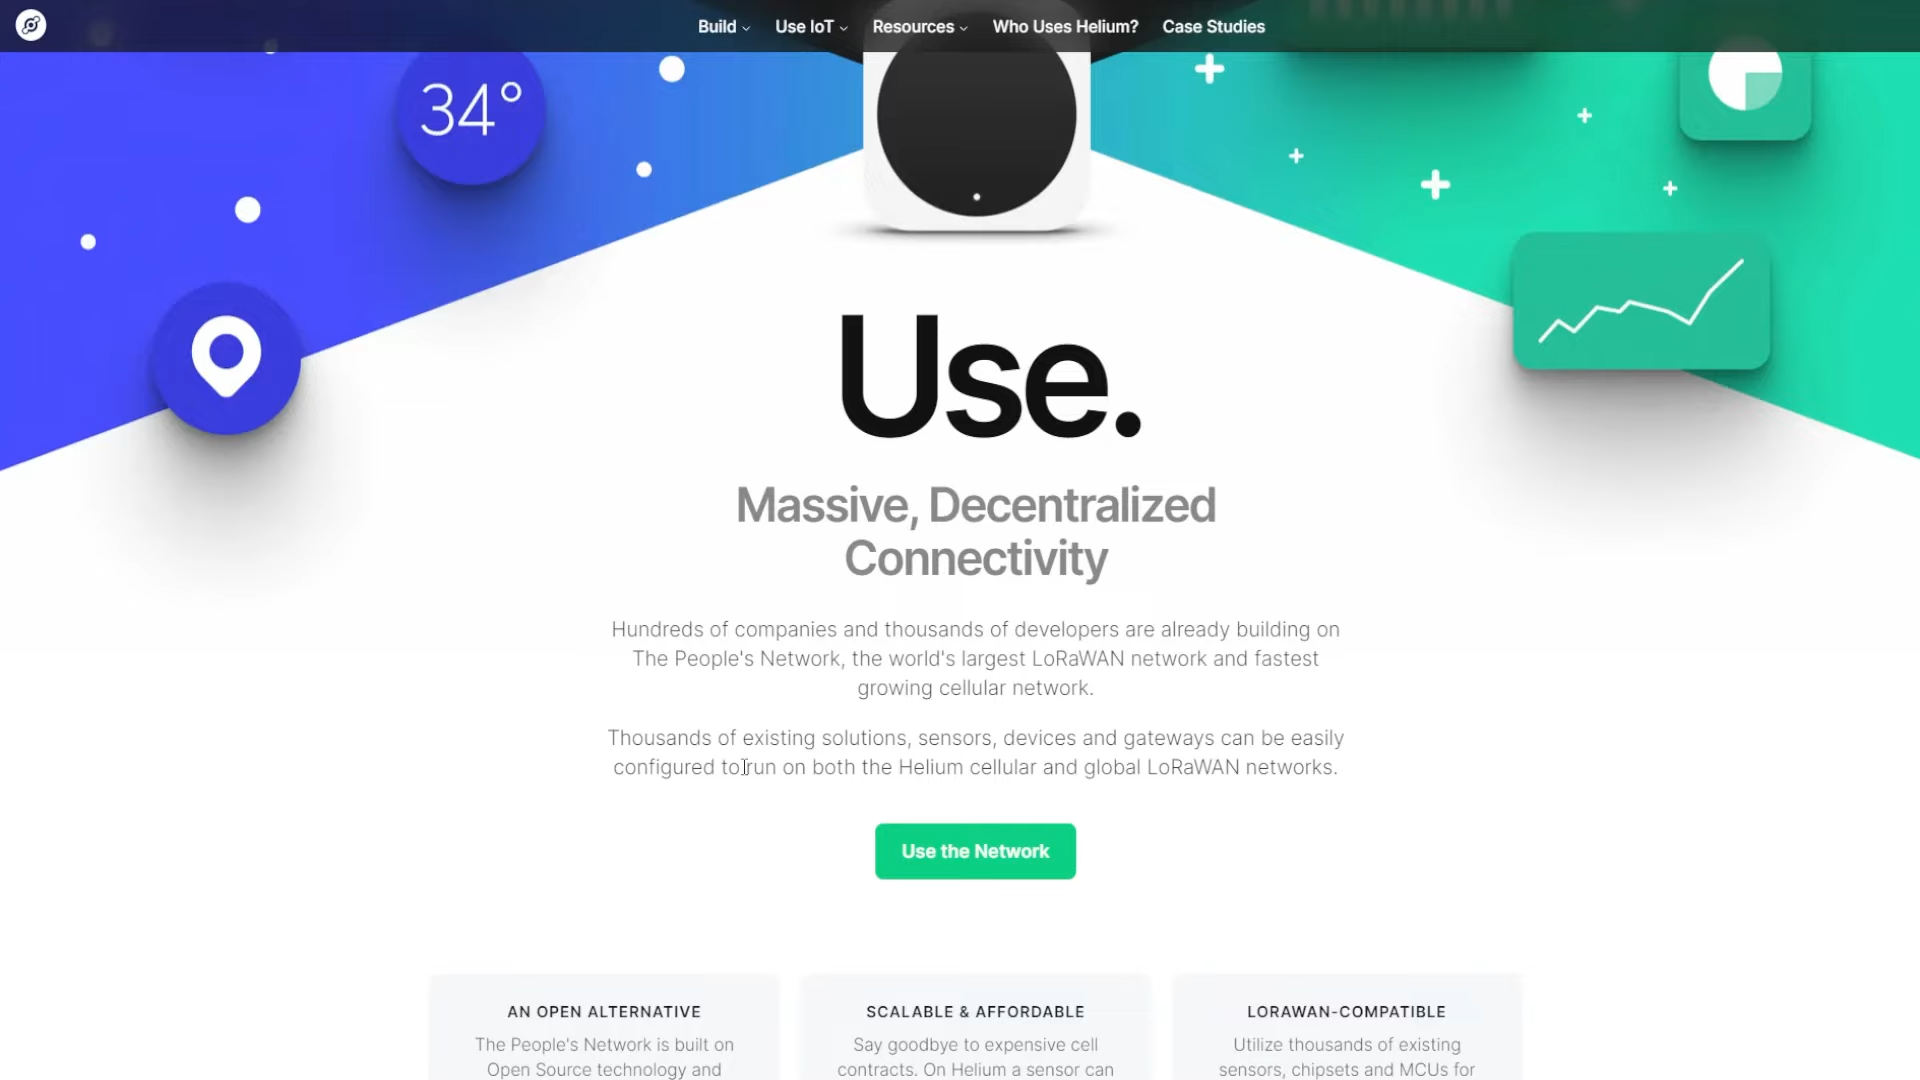 Build Use IoT Resources Who Uses Helium? Case Studies
34°
Use.
Massive, Decentralized
Connectivity
Hundreds of companies and thousands of developers are already building on
The People's Network, the world's largest LoRaWAN network and fastest
growing cellular network.
Thousands of existing solutions, sensors, devices and gateways can be easily
configured to run on both the Helium cellular and global LoRaWAN networks.
Use the Network
AN OPEN ALTERNATIVE
The People's Network is built on
Open Source technology and
SCALABLE & AFFORDABLE
Say goodbye to expensive cell
contracts. On Helium a sensor can
LORAWAN-COMPATIBLE
Utilize thousands of existing
sensors, chipsets and MCUs for